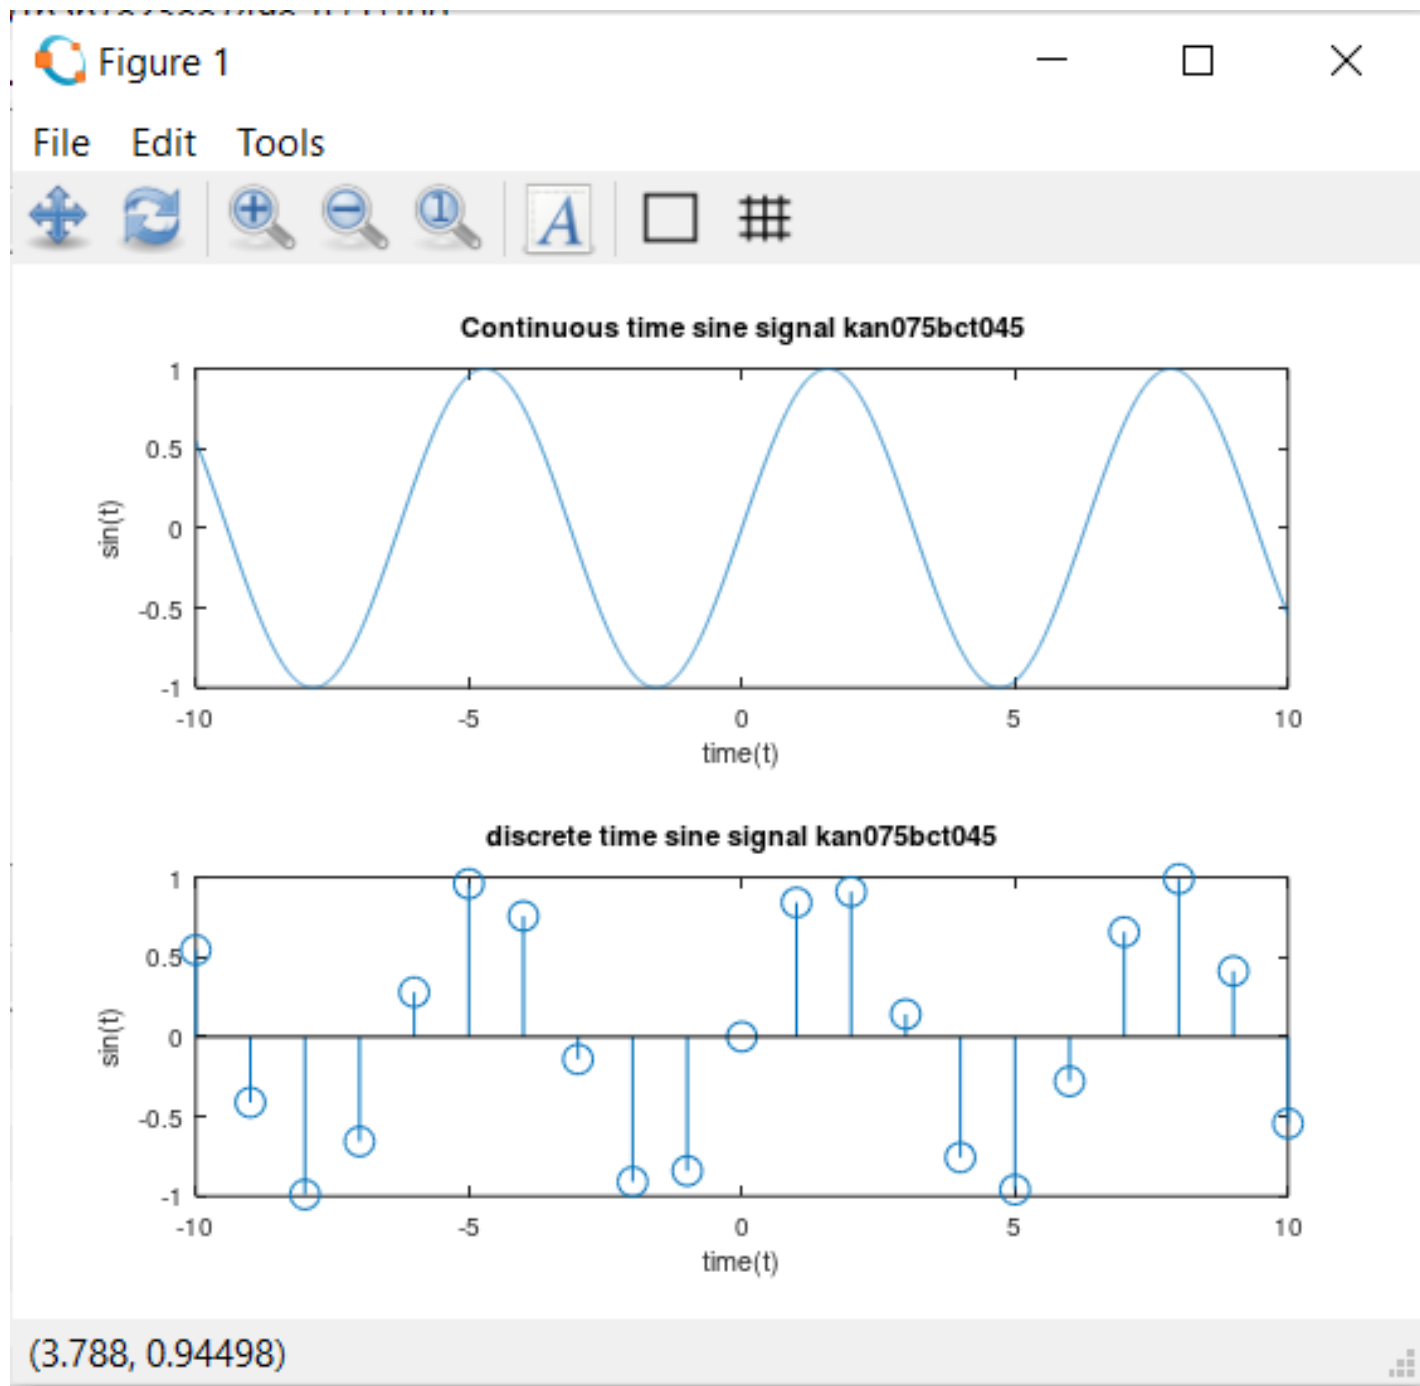 Figure 1
File Edit Tools
Continuous time sine signal kan075bct045
1
0.5
0
-0.5
-1
sin(t)
-10 -5 0 5 10
time(t)
discrete time sine signal kan075bct045
1
0.5
0
-0.5
-1
sin(t)
-10 -5 0 5 10
time(t)
(3.788, 0.94498)